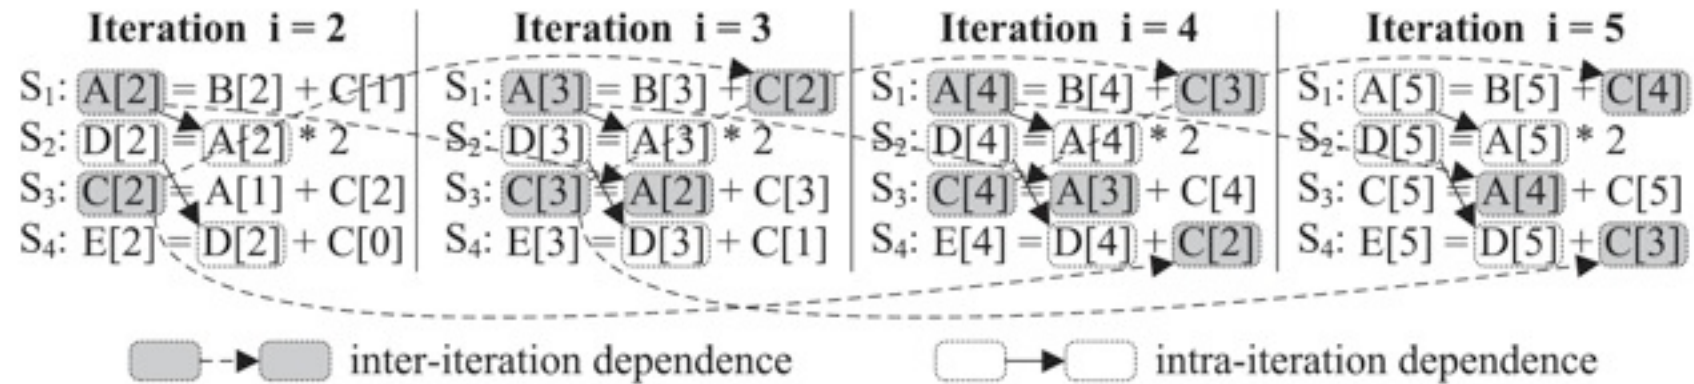 Iteration i = 2 Iteration i = 3 Iteration i = 4 Iteration i = 5
S1: A[2] = B[2] + C[1] S1: A[3] = B[3] + C[2] S1: A[4] = B[4] + C[3] S1: A[5] = B[5] + C[4]
S2: D[2] = A[2] * 2 S2: D[3] = A[3] * 2 S2: D[4] = A[4] * 2 S2: D[5] = A[5] * 2
S3: C[2] = A[1] + C[2] S3: C[3] = A[2] + C[3] S3: C[4] = A[3] + C[4] S3: C[5] = A[4] + C[5]
S4: E[2] = D[2] + C[0] S4: E[3] = D[3] + C[1] S4: E[4] = D[4] + C[2] S4: E[5] = D[5] + C[3]
inter-iteration dependence intra-iteration dependence